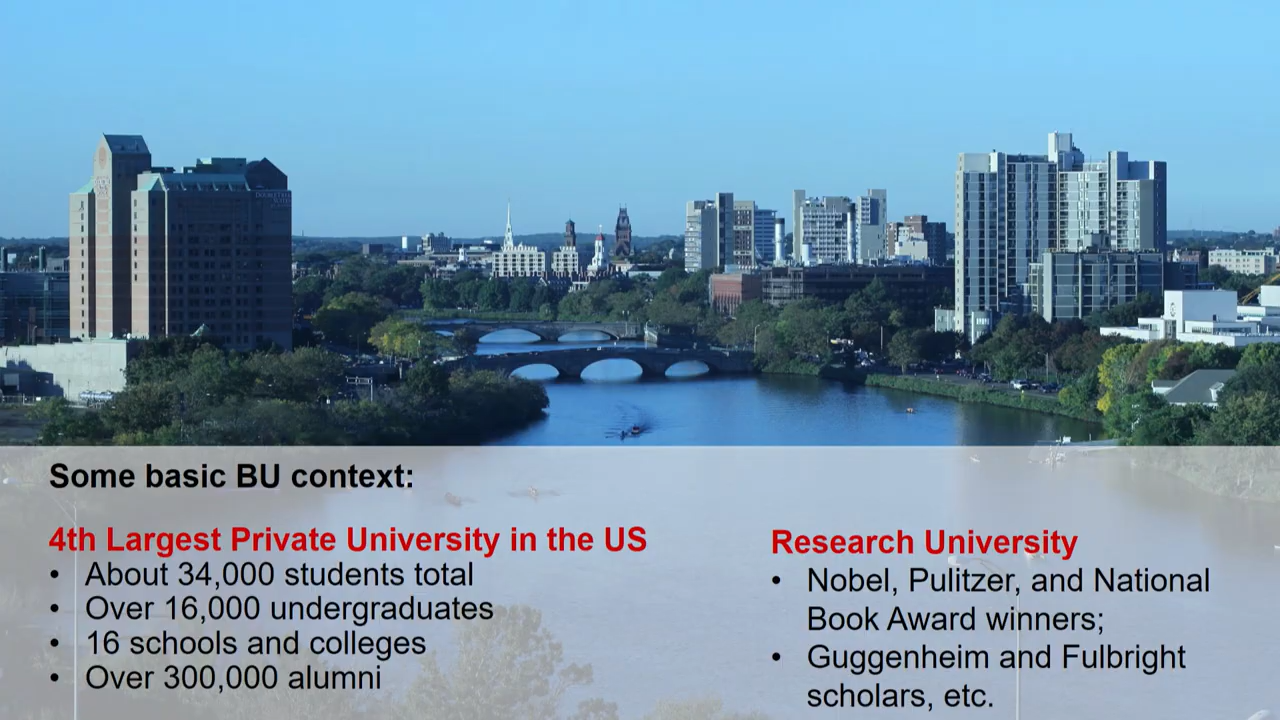 Some basic BU context:
4th Largest Private University in the US
• About 34,000 students total
• Over 16,000 undergraduates
• 16 schools and colleges
• Over 300,000 alumni
Research University
• Nobel, Pulitzer, and National
Book Award winners;
• Guggenheim and Fulbright
scholars, etc.